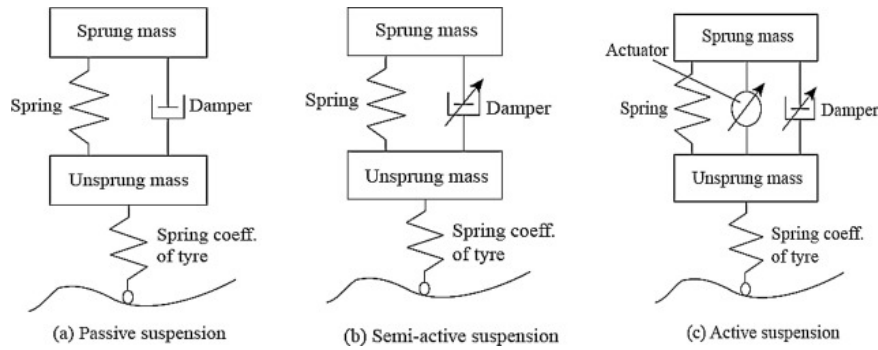 Sprung mass
Spring
Damper
Unsprung mass
Spring coeff.
of tyre
(a) Passive suspension
Sprung mass
Spring
Damper
Unsprung mass
Spring coeff.
of tyre
(b) Semi-active suspension
Actuator
Sprung mass
Spring
Damper
Unsprung mass
Spring coeff.
of tyre
(c) Active suspension